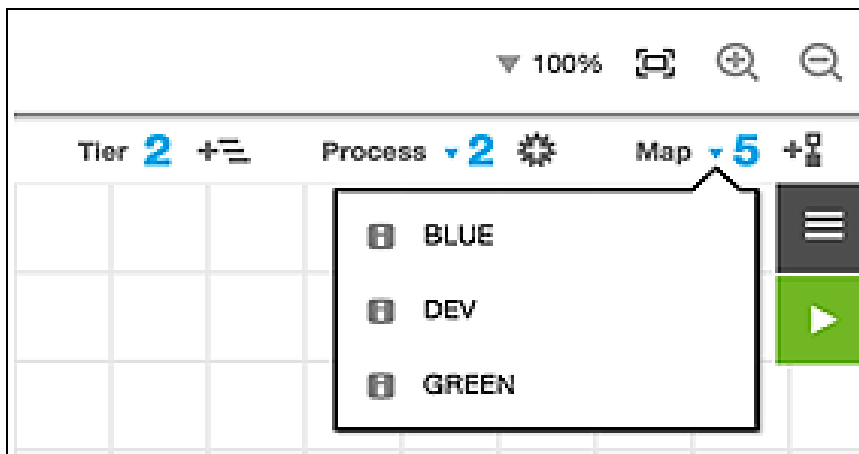 100%
Tier 2 Process 2 Map 5
BLUE
DEV
GREEN